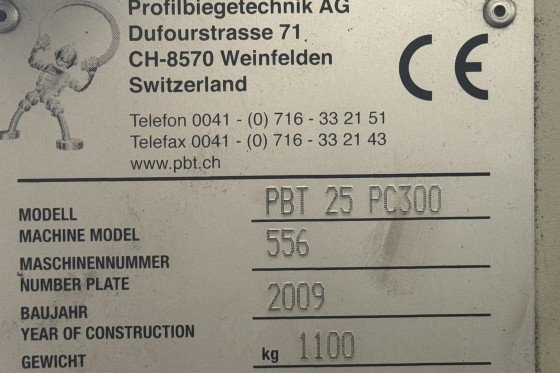 Profilbiegetechnik AG
Dufourstrasse 71
CH-8570 Weinfelden
Switzerland
CE
Telefon 0041 - (0) 716 - 33 21 51
Telefax 0041 - (0) 716 - 33 21 43
www.pbt.ch
MODELL PBT 25 PC300
MACHINE MODEL
MASCHINENNUMMER 556
NUMBER PLATE
BAUJAHR 2009
YEAR OF CONSTRUCTION
GEWICHT kg 1100